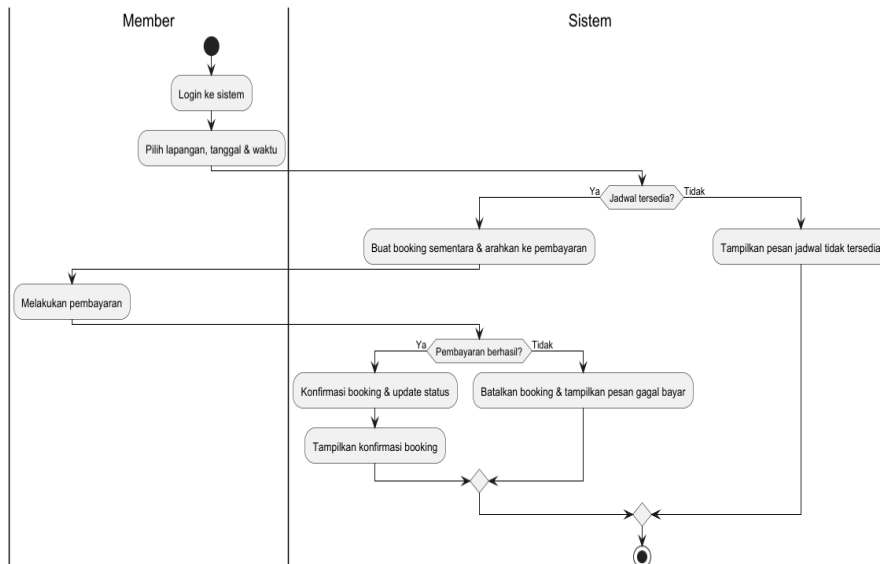 Member
Sistem
Login ke sistem
Pilih lapangan, tanggal & waktu
Ya
Jadwal tersedia?
Tidak
Buat booking sementara & arahkan ke pembayaran
Tampilkan pesan jadwal tidak tersedia
Melakukan pembayaran
Ya
Pembayaran berhasil?
Tidak
Konfirmasi booking & update status
Batalkan booking & tampilkan pesan gagal bayar
Tampilkan konfirmasi booking